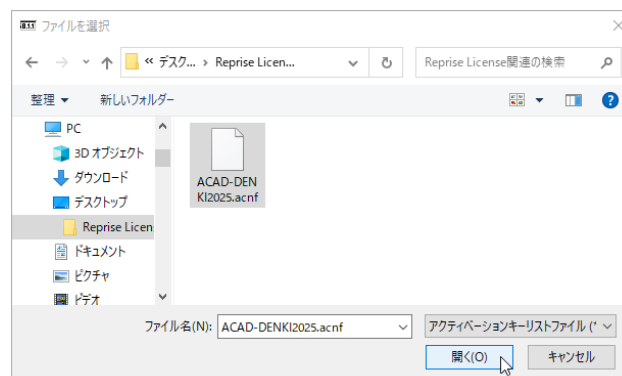 ファイルを選択
« デスク... › Reprise Licen...
Reprise License関連の検索
整理
新しいフォルダー
PC
3D オブジェクト
ダウンロード
デスクトップ
Reprise Licen
ドキュメント
ピクチャ
ビデオ
ACAD-DEN
KI2025.acnf
ファイル名(N): ACAD-DENKI2025.acnf
アクティベーションキーリストファイル (*
開く(O)
キャンセル